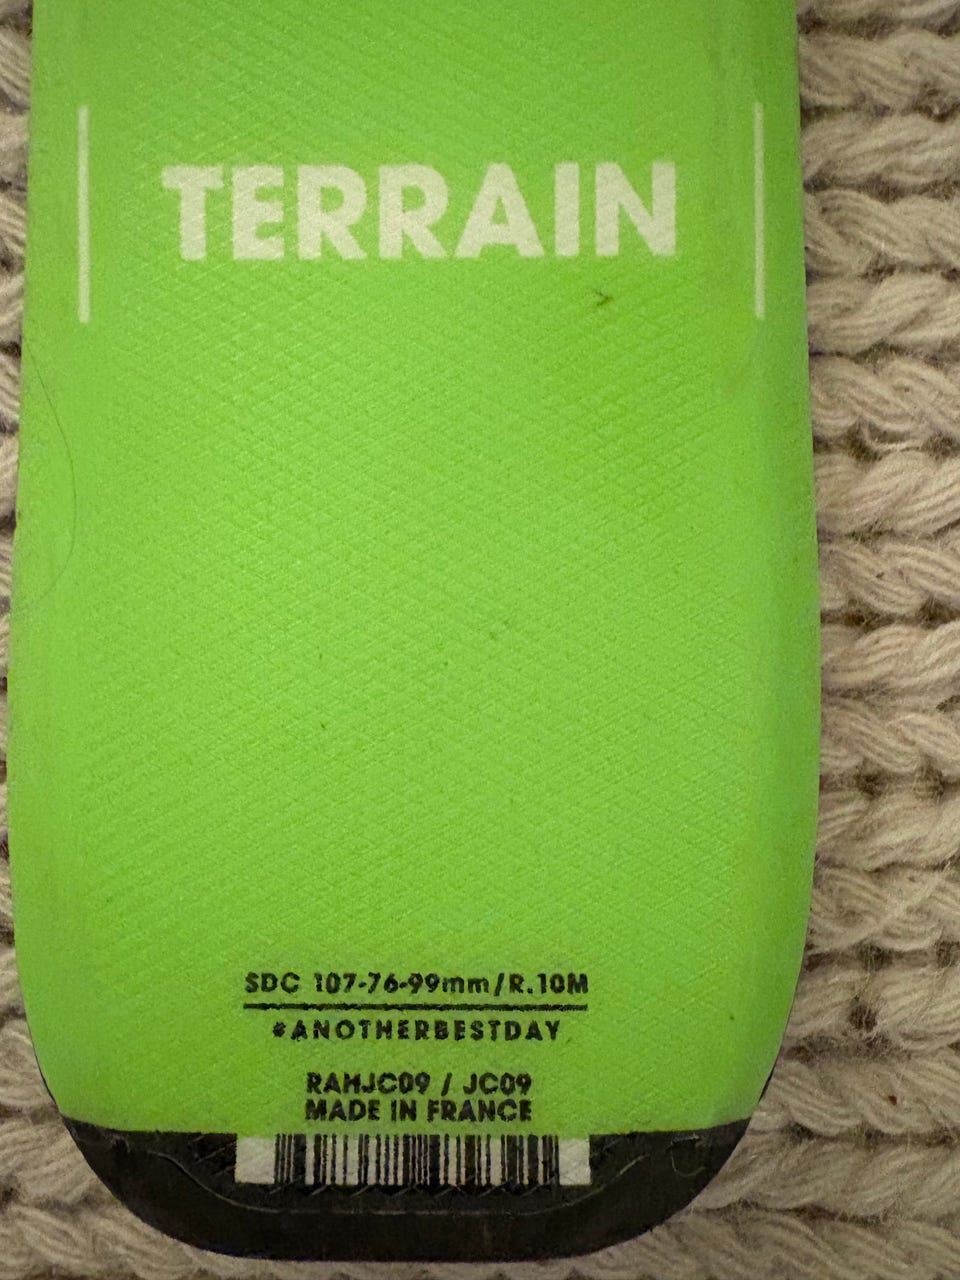 TERRAIN
SDC 107-76-99mm/R.10M
#ANOTHERBESTDAY
RAHJC09 / JC09
MADE IN FRANCE